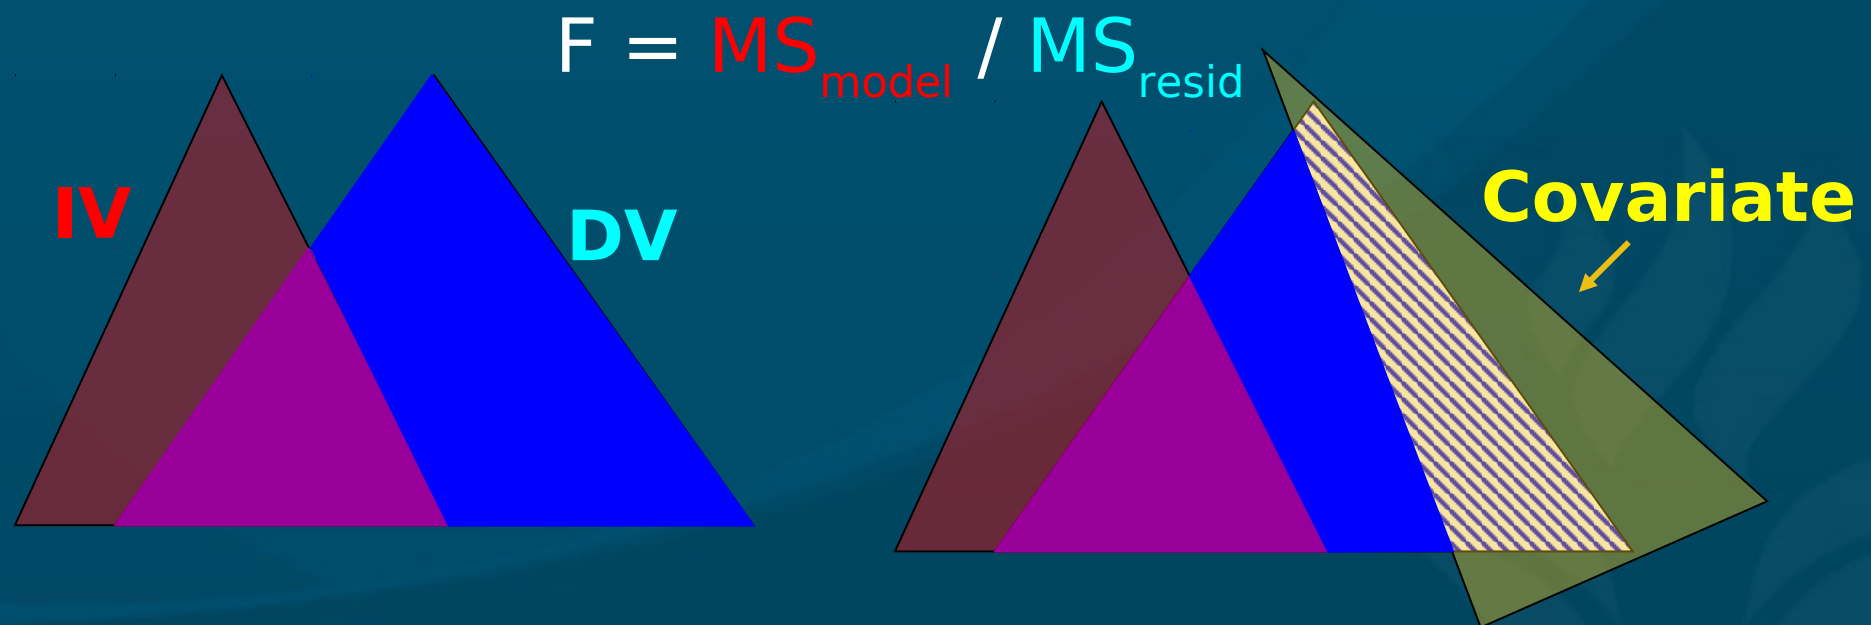 F = MSmodel / MSresid
IV
DV
Covariate